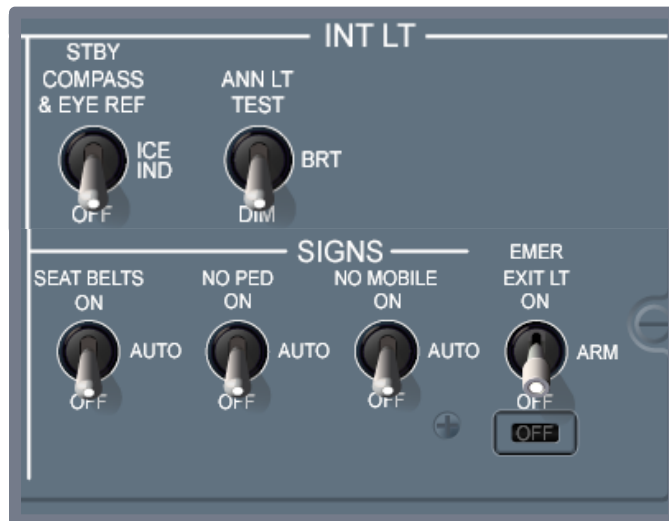 INT LT
STBY
COMPASS
& EYE REF
ICE
IND
OFF
ANN LT
TEST
BRT
DIM
SIGNS
SEAT BELTS
ON
AUTO
OFF
NO PED
ON
AUTO
OFF
NO MOBILE
ON
AUTO
OFF
EMER
EXIT LT
ON
ARM
OFF
OFF